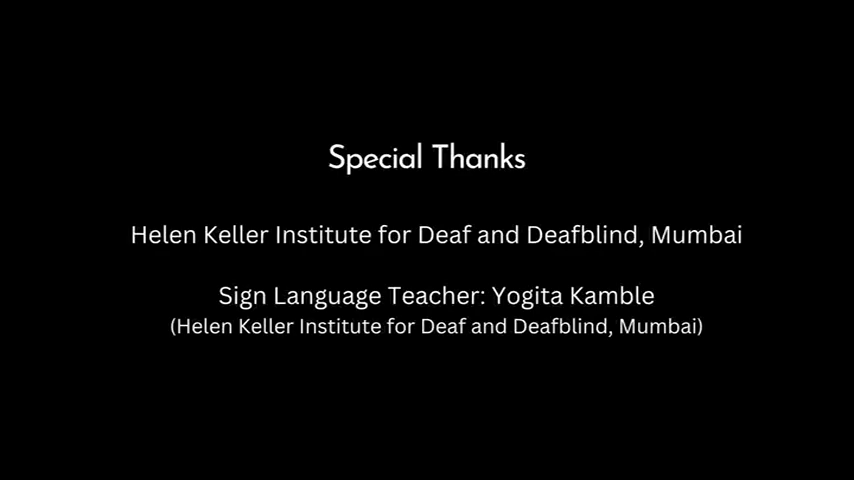 Special Thanks
Helen Keller Institute for Deaf and Deafblind, Mumbai
Sign Language Teacher: Yogita Kamble
(Helen Keller Institute for Deaf and Deafblind, Mumbai)